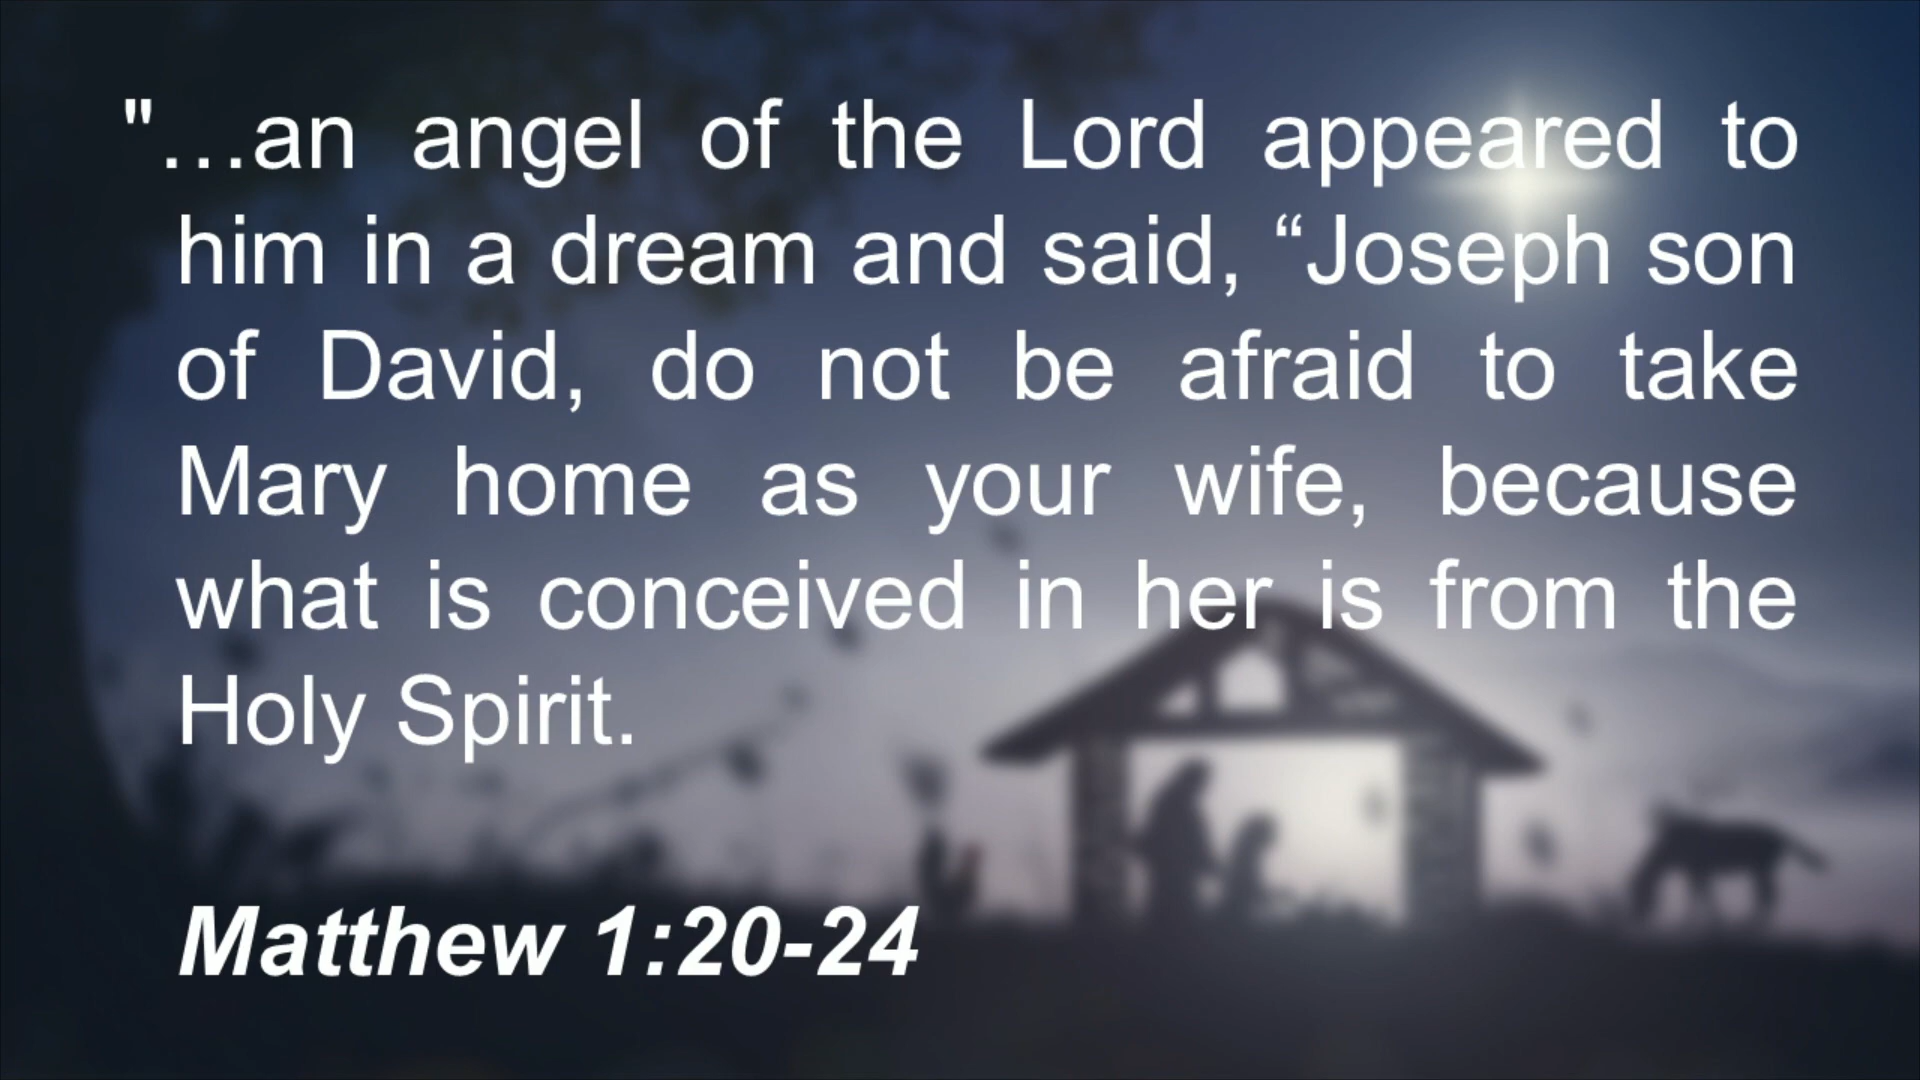 "…an angel of the Lord appeared to
him in a dream and said, “Joseph son
of David, do not be afraid to take
Mary home as your wife, because
what is conceived in her is from the
Holy Spirit.
Matthew 1:20-24